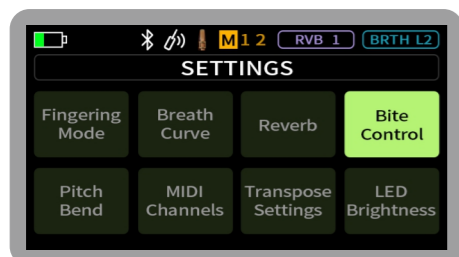 M 1 2 RVB 1 BRTH L2
SETTINGS
Fingering Mode
Breath Curve
Reverb
Bite Control
Pitch Bend
MIDI Channels
Transpose Settings
LED Brightness